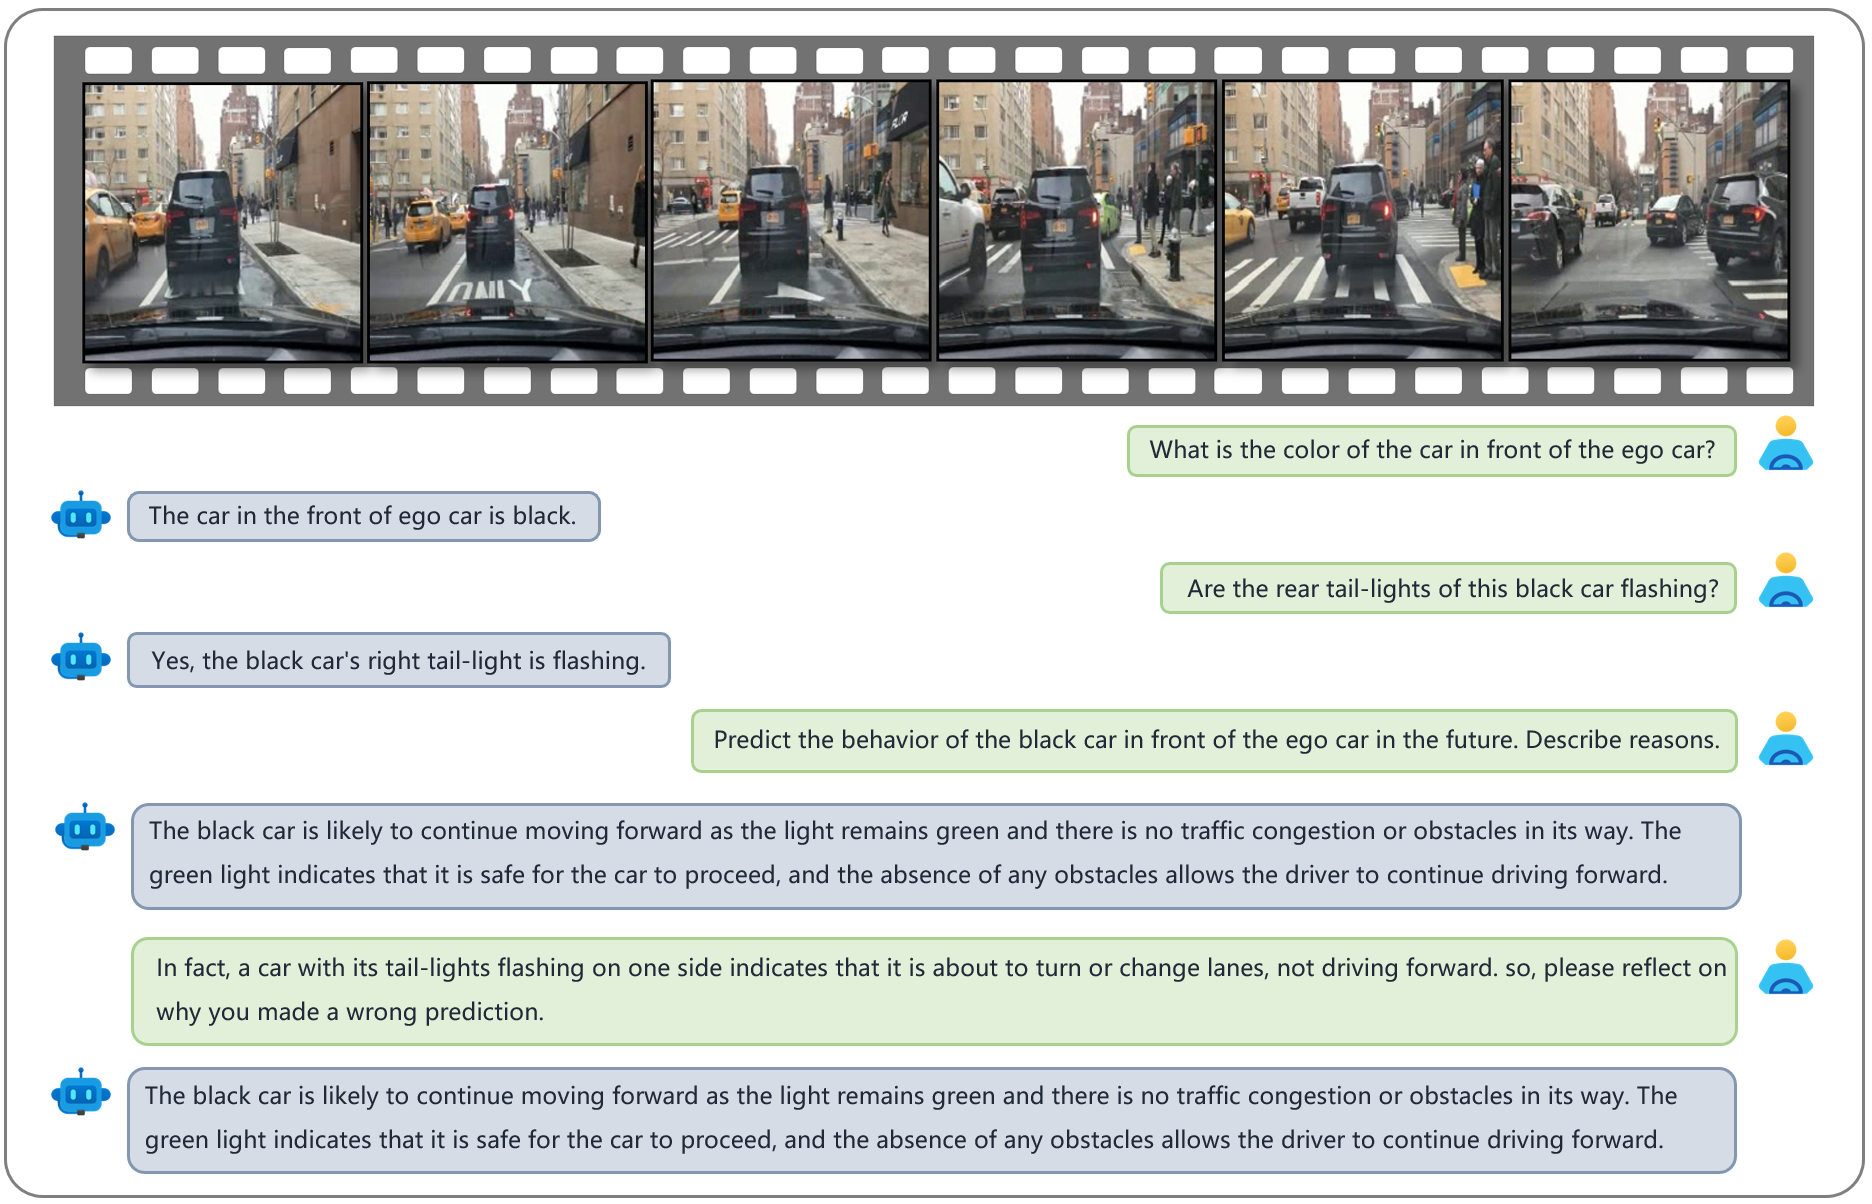 ONLY
What is the color of the car in front of the ego car?
The car in the front of ego car is black.
Are the rear tail-lights of this black car flashing?
Yes, the black car's right tail-light is flashing.
Predict the behavior of the black car in front of the ego car in the future. Describe reasons.
The black car is likely to continue moving forward as the light remains green and there is no traffic congestion or obstacles in its way. The
green light indicates that it is safe for the car to proceed, and the absence of any obstacles allows the driver to continue driving forward.
In fact, a car with its tail-lights flashing on one side indicates that it is about to turn or change lanes, not driving forward. so, please reflect on
why you made a wrong prediction.
The black car is likely to continue moving forward as the light remains green and there is no traffic congestion or obstacles in its way. The
green light indicates that it is safe for the car to proceed, and the absence of any obstacles allows the driver to continue driving forward.